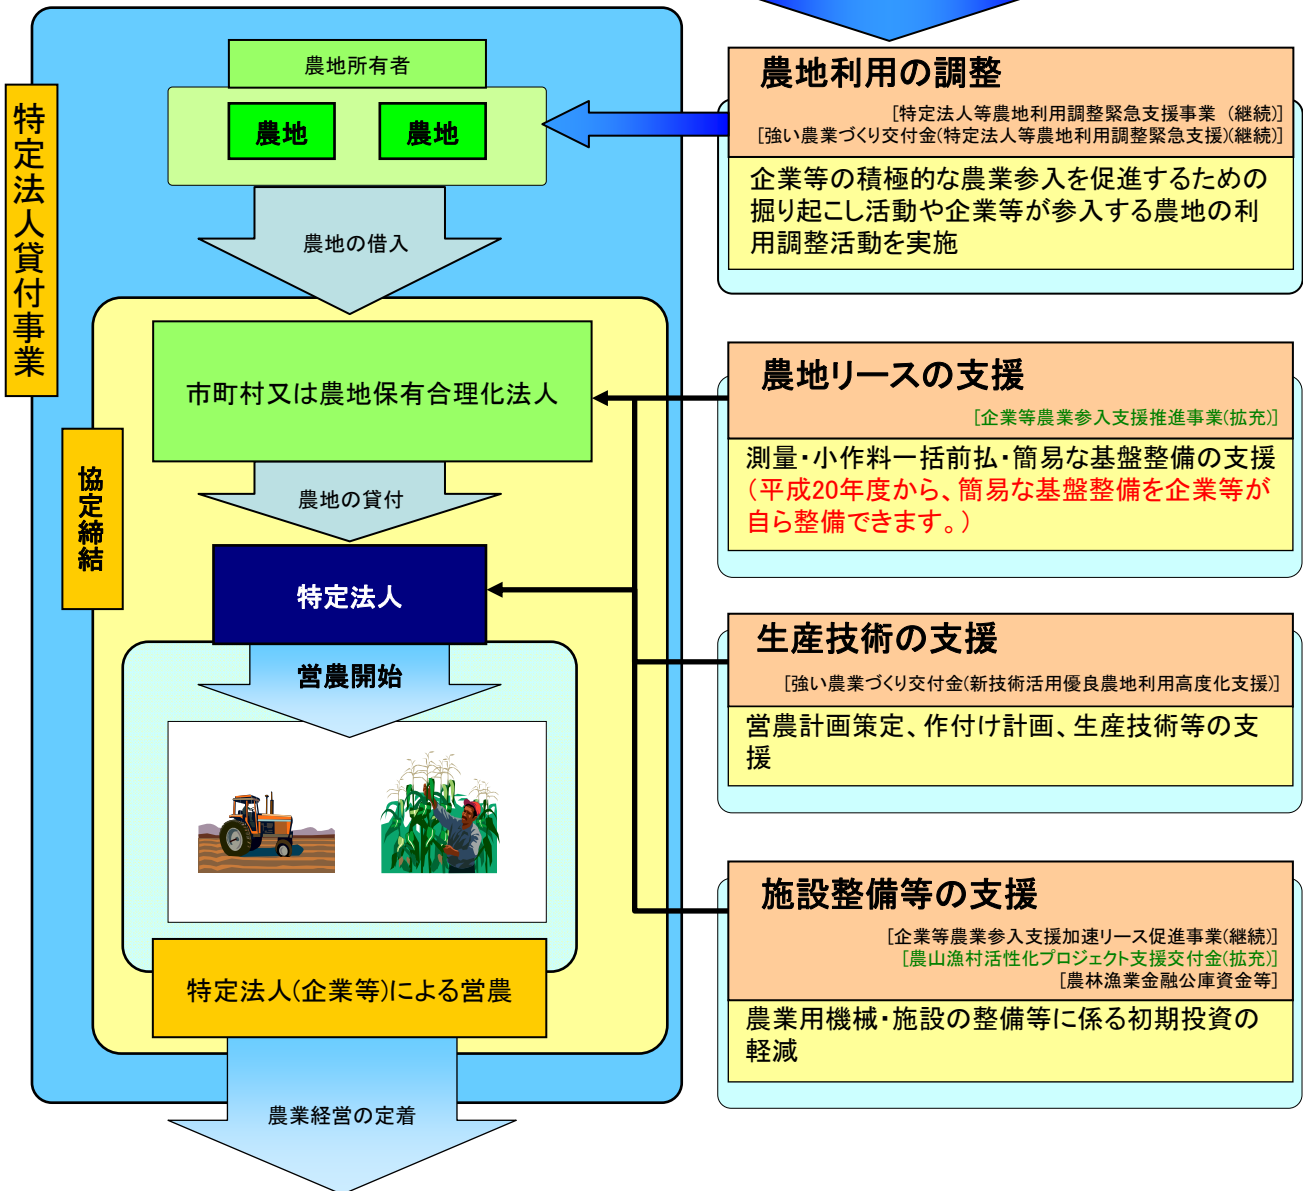 特定法人貸付事業
農地所有者
農地
農地
農地の借入
市町村又は農地保有合理化法人
協定締結
農地の貸付
特定法人
営農開始
特定法人(企業等)による営農
農業経営の定着
農地利用の調整
[特定法人等農地利用調整緊急支援事業 (継続)]
[強い農業づくり交付金(特定法人等農地利用調整緊急支援)(継続)]
企業等の積極的な農業参入を促進するための
掘り起こし活動や企業等が参入する農地の利
用調整活動を実施
農地リースの支援
[企業等農業参入支援推進事業(拡充)]
測量・小作料一括前払・簡易な基盤整備の支援
(平成20年度から、簡易な基盤整備を企業等が
自ら整備できます。)
生産技術の支援
[強い農業づくり交付金(新技術活用優良農地利用高度化支援)]
営農計画策定、作付け計画、生産技術等の支
援
施設整備等の支援
[企業等農業参入支援加速リース促進事業(継続)]
[農山漁村活性化プロジェクト支援交付金(拡充)]
[農林漁業金融公庫資金等]
農業用機械・施設の整備等に係る初期投資の
軽減